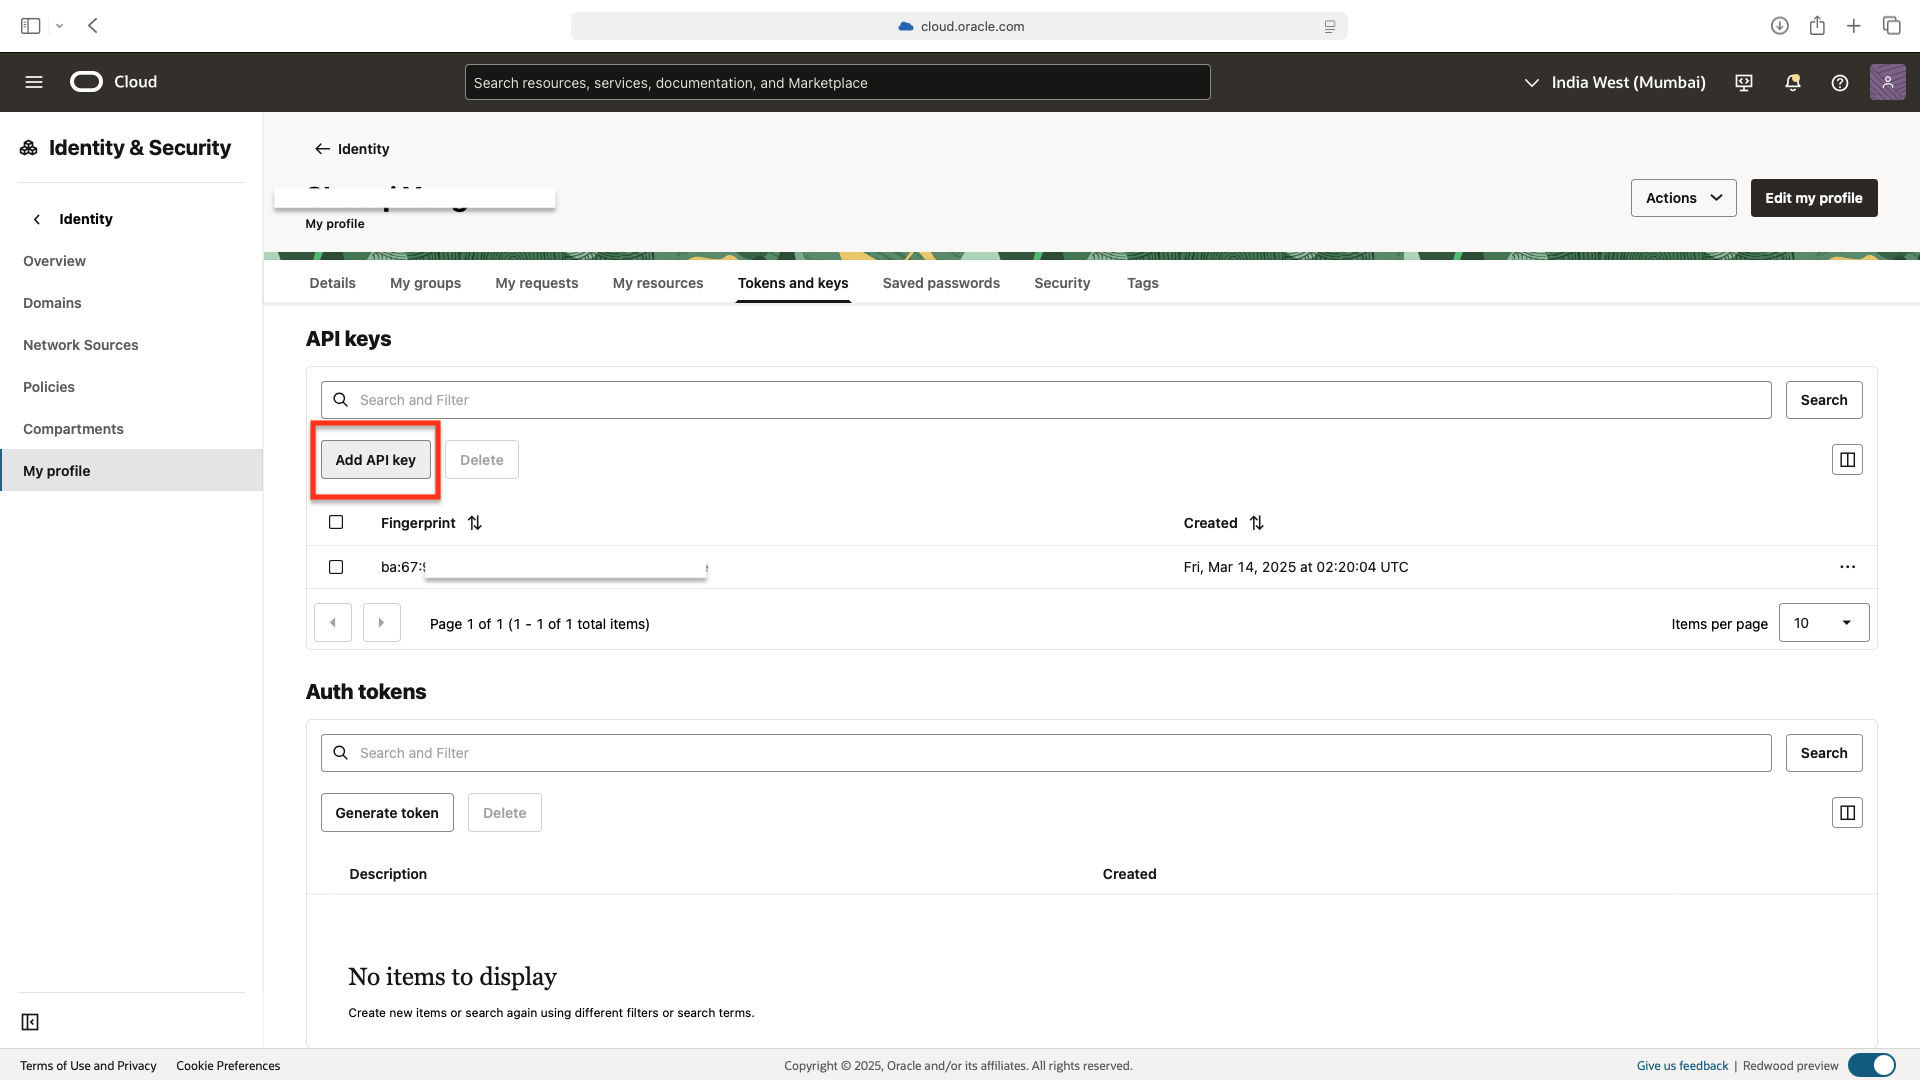 cloud.oracle.com
Cloud
Search resources, services, documentation, and Marketplace
India West (Mumbai)
Identity & Security
Identity
Overview
Domains
Network Sources
Policies
Compartments
My profile
Identity
My profile
Actions
Edit my profile
Details My groups My requests My resources Tokens and keys Saved passwords Security Tags
API keys
Search and Filter
Search
Add API key Delete
Fingerprint Created
ba:67: Fri, Mar 14, 2025 at 02:20:04 UTC
Page 1 of 1 (1 - 1 of 1 total items) Items per page 10
Auth tokens
Search and Filter
Search
Generate token Delete
Description Created
No items to display
Create new items or search again using different filters or search terms.
Terms of Use and Privacy Cookie Preferences Copyright © 2025, Oracle and/or its affiliates. All rights reserved. Give us feedback | Redwood preview